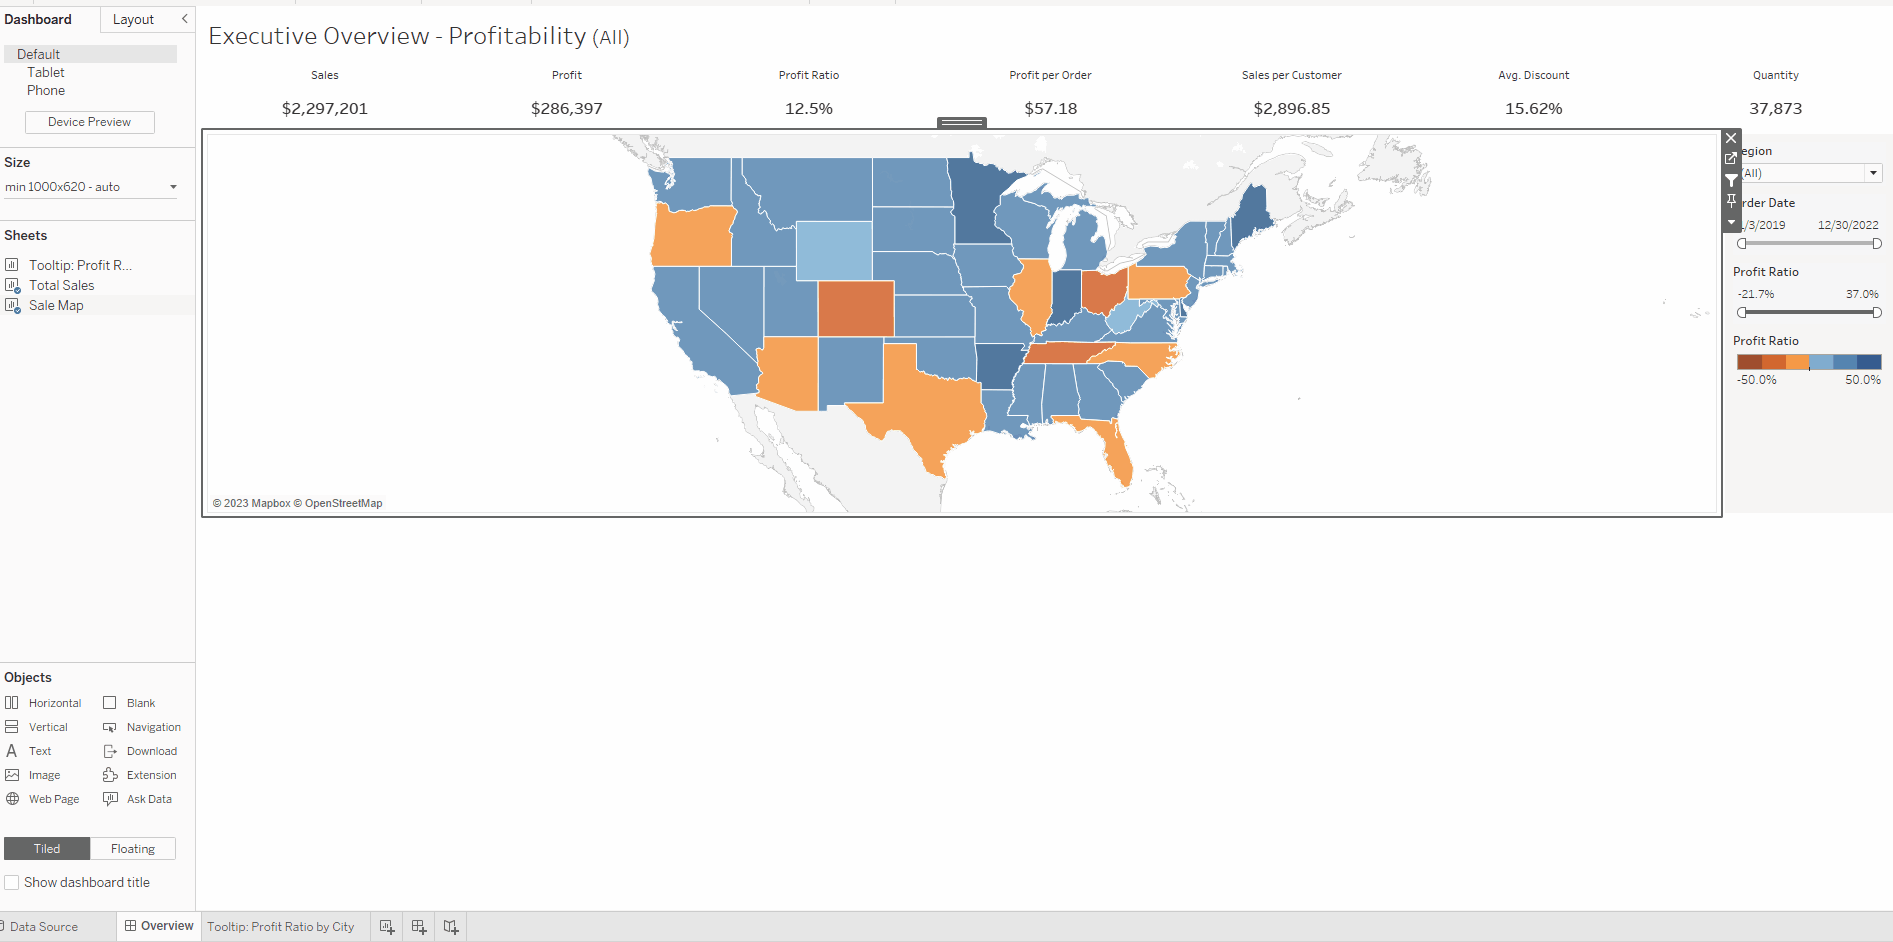 Dashboard
Layout
Default
Tablet
Phone
Device Preview
Size
min 1000x620 - auto
Sheets
Tooltip: Profit R...
Total Sales
Sale Map
Objects
Horizontal
Blank
Vertical
Navigation
Text
Download
Image
Extension
Web Page
Ask Data
Tiled
Floating
Show dashboard title
Executive Overview - Profitability (All)
Sales
Profit
Profit Ratio
Profit per Order
Sales per Customer
Avg. Discount
Quantity
$2,297,201
$286,397
12.5%
$57.18
$2,896.85
15.62%
37,873
© 2023 Mapbox © OpenStreetMap
egion
(All)
rder Date
/3/2019
12/30/2022
Profit Ratio
-21.7%
37.0%
Profit Ratio
-50.0%
50.0%
Data Source
Overview
Tooltip: Profit Ratio by City